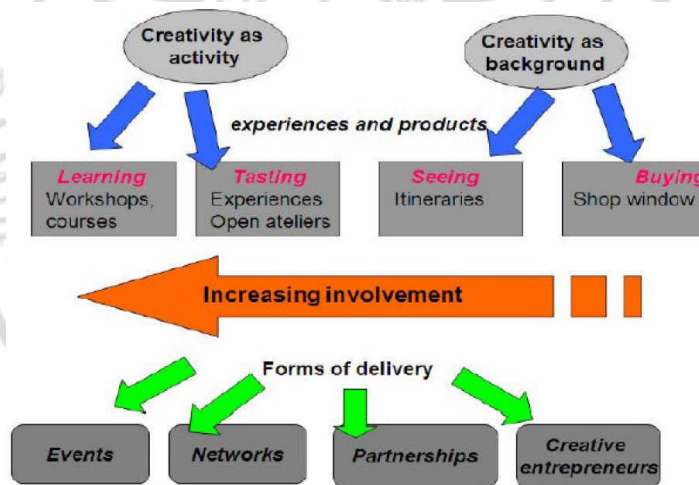 Creativity as
activity
Creativity as
background
experiences and products
Learning
Workshops,
courses
Tasting
Experiences
Open ateliers
Seeing
Itineraries
Buying
Shop window
Increasing involvement
Forms of delivery
Events
Networks
Partnerships
Creative
entrepreneurs